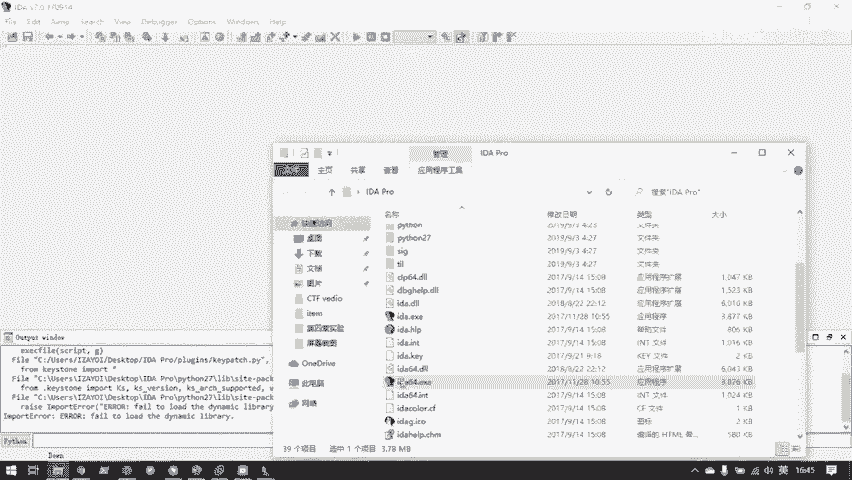 IDA v7.0.170914
File Edit Jump Search View Debugger Options Windows Help
管理 IDA Pro
文件 主页 共享 查看 应用程序工具
IDA Pro
搜索"IDA Pro"
名称 修改日期 类型 大小
python 2019/9/3 4:23 文件夹
python27 2019/9/3 4:27 文件夹
sig 2019/9/3 4:27 文件夹
til 2019/9/3 4:27 文件夹
clp64.dll 2017/9/14 15:08 应用程序扩展 1,047 KB
dbghelp.dll 2017/9/14 15:08 应用程序扩展 1,523 KB
ida.dll 2018/8/22 22:12 应用程序扩展 6,016 KB
ida.exe 2017/11/28 10:55 应用程序 3,877 KB
ida.hlp 2017/9/14 15:08 帮助文件 806 KB
ida.int 2017/9/14 15:08 INT 文件 1,016 KB
ida.key 2017/9/21 9:16 KEY 文件 2 KB
ida64.dll 2018/8/22 22:12 应用程序扩展 6,043 KB
ida64.exe 2017/11/28 10:55 应用程序 3,876 KB
ida64.int 2017/9/14 15:08 INT 文件 1,024 KB
idacolor.cf 2017/9/14 15:08 CF 文件 1 KB
idag.ico 2017/9/14 15:08 图标 2 KB
idahelp.chm 2017/9/14 15:08 编译的 HTML 帮... 580 KB
快速访问
桌面
下载
文档
图片
CTF vedio
item
屏幕截图
OneDrive
此电脑
网络
39 个项目 选中 1 个项目 3.78 MB
Output window
execfile(script, g)
File "C:/Users/IZAYOI/Desktop/IDA Pro/plugins/keypatch.py",
from keystone import *
File "C:\Users\IZAYOI\Desktop\IDA Pro\python27\lib\site-pac
from .keystone import Ks, ks_version, ks_arch_supported,
File "C:\Users\IZAYOI\Desktop\IDA Pro\python27\lib\site-pac
raise ImportError("ERROR: fail to load the dynamic library
ImportError: ERROR: fail to load the dynamic library.
Python
Down
英 16:45